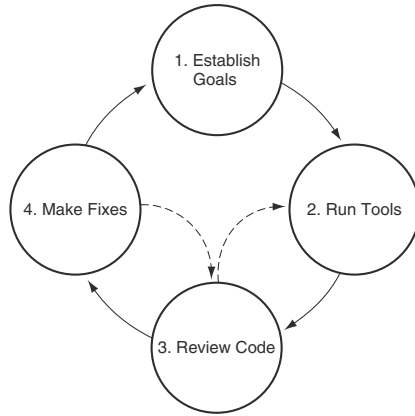 1. Establish
Goals
2. Run Tools
3. Review Code
4. Make Fixes